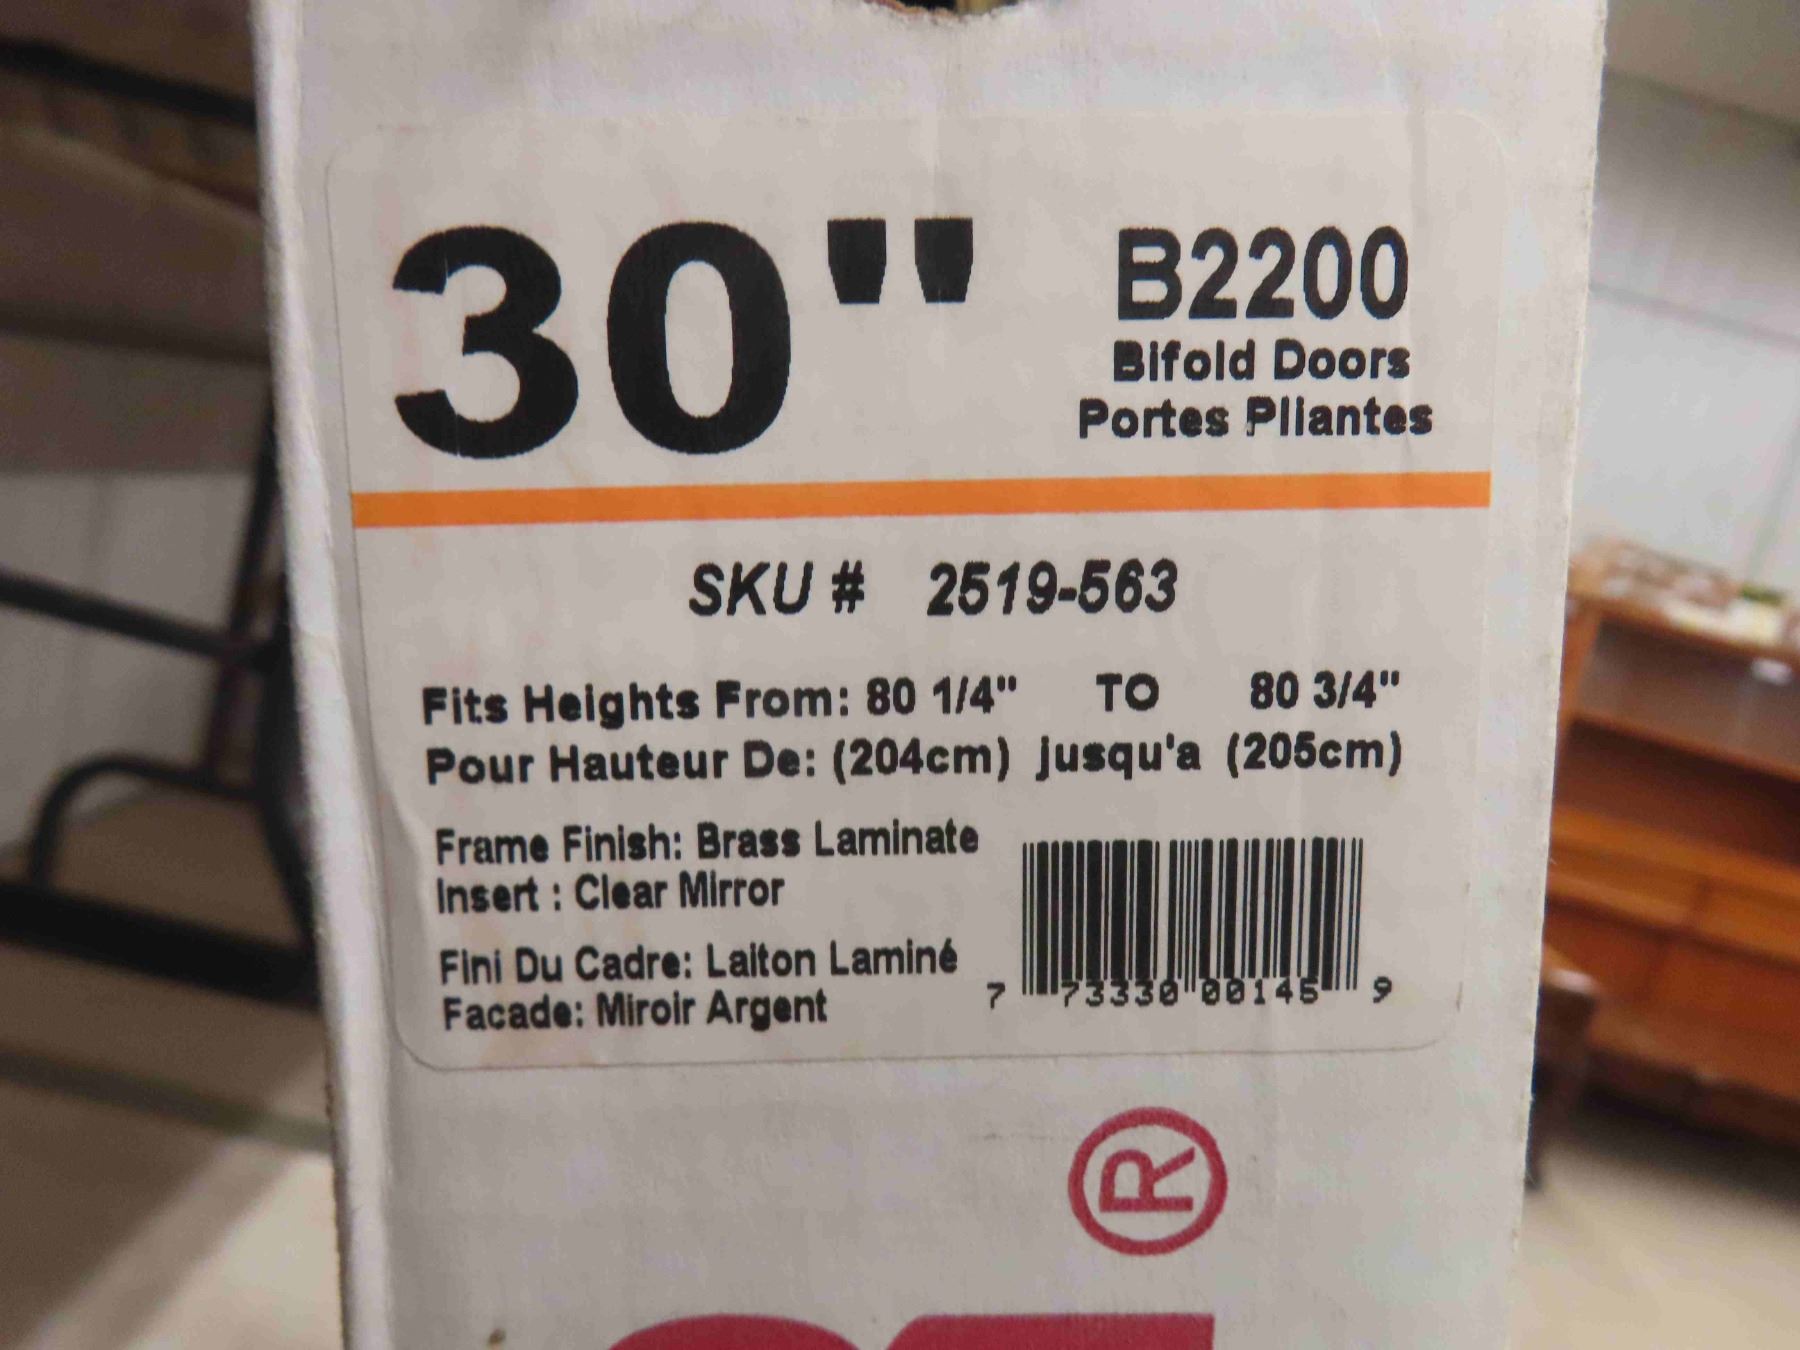 30" B2200
Bifold Doors
Portes Pliantes
SKU # 2519-563
Fits Heights From: 80 1/4" TO 80 3/4"
Pour Hauteur De: (204cm) jusqu'a (205cm)
Frame Finish: Brass Laminate
Insert : Clear Mirror
Fini Du Cadre: Laiton Laminé
Facade: Miroir Argent
7 73330 00145 9
®